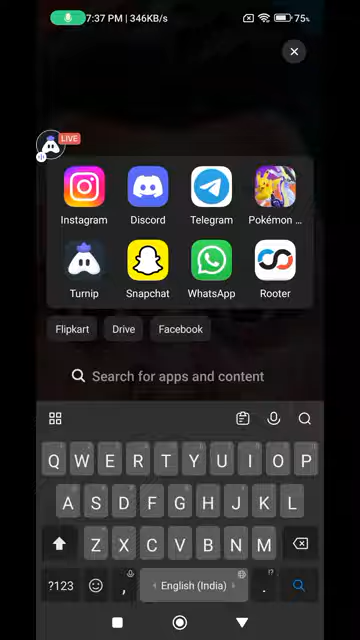 7:37 PM | 346KB/s
75%
LIVE
Instagram
Discord
Telegram
Pokémon ...
Turnip
Snapchat
WhatsApp
Rooter
Flipkart
Drive
Facebook
Search for apps and content
Q W E R T Y U I O P
A S D F G H J K L
Z X C V B N M
?123
,
English (India)
!?
.